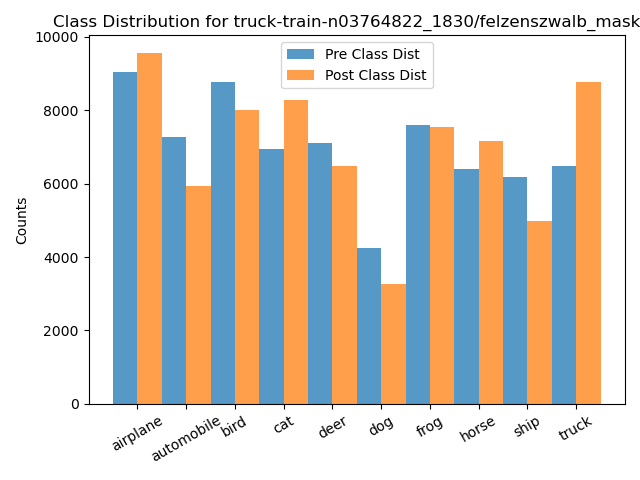 Class Distribution for truck-train-n03764822_1830/felzenszwalb_mask
Pre Class Dist
Post Class Dist
Counts
10000
8000
6000
4000
2000
0
airplane
automobile
bird
cat
deer
dog
frog
horse
ship
truck